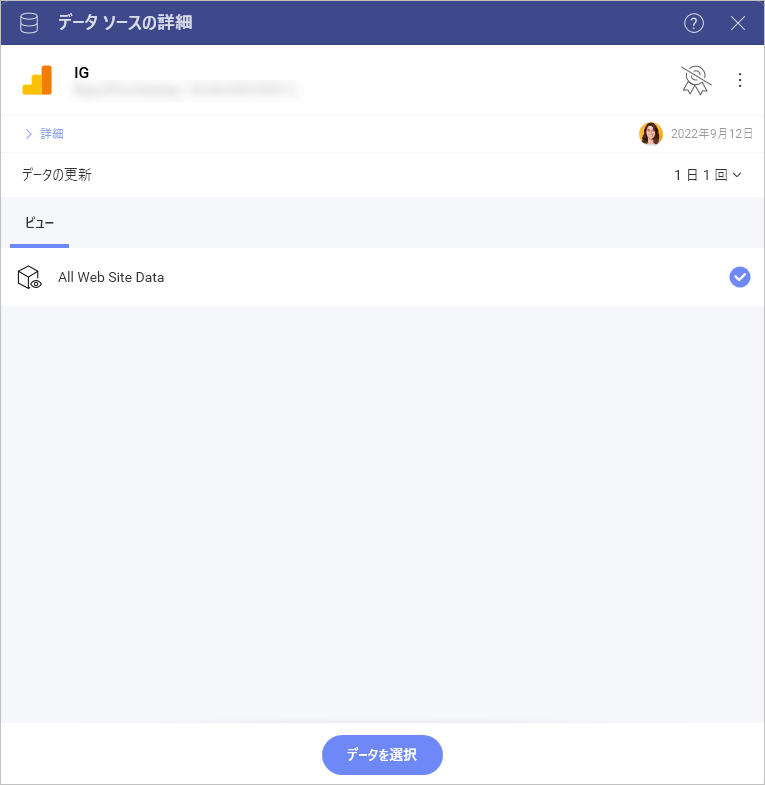 データ ソースの詳細
IG
詳細
2022年9月12日
データの更新
1 日 1 回
ビュー
All Web Site Data
データを選択